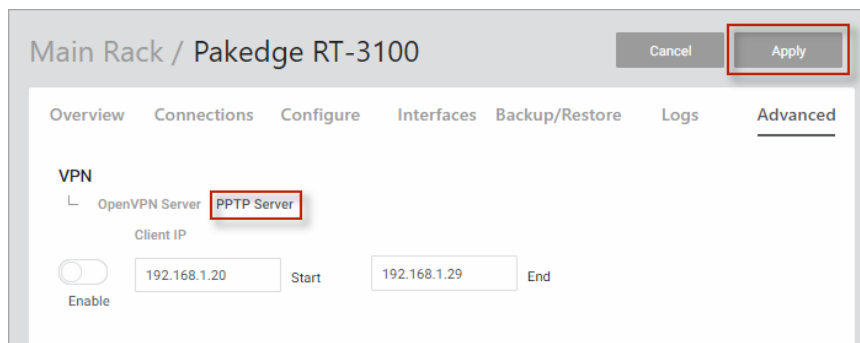 Main Rack / Pakedge RT-3100 Cancel Apply
Overview Connections Configure Interfaces Backup/Restore Logs Advanced
VPN
OpenVPN Server PPTP Server
Client IP
192.168.1.20 Start 192.168.1.29 End
Enable